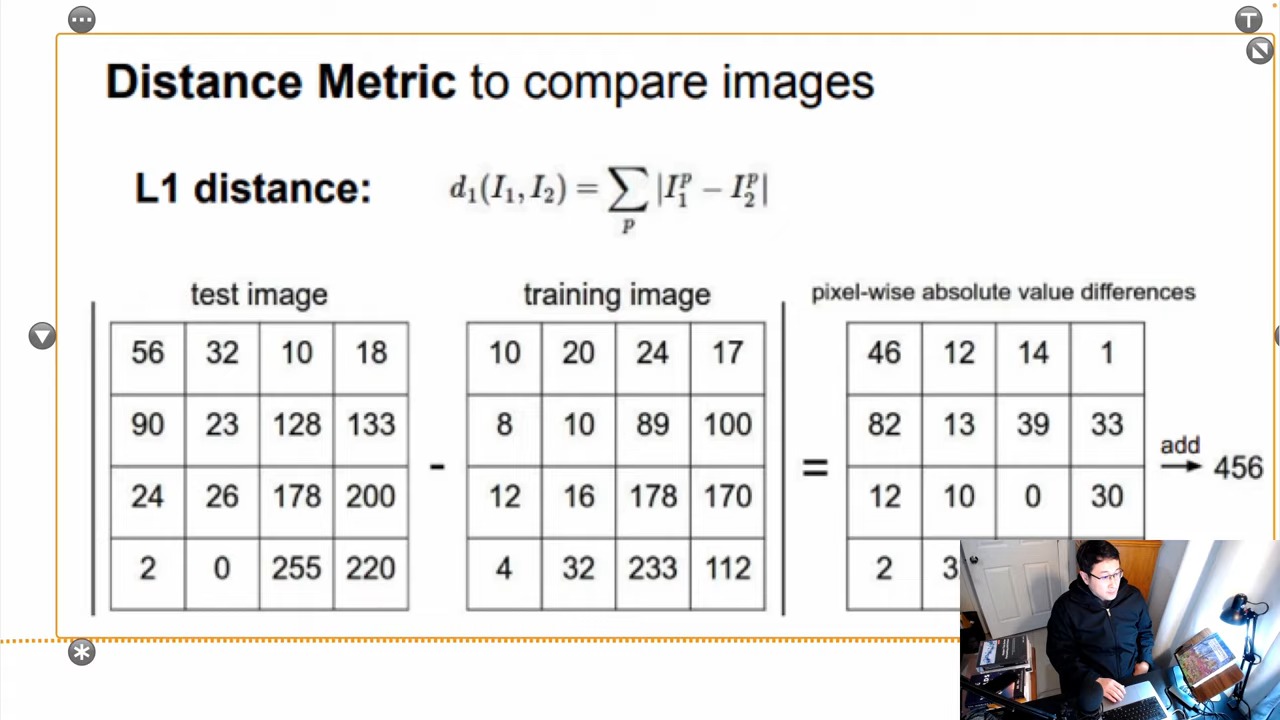 Distance Metric to compare images
L1 distance: d₁(I₁, I₂) = ∑ₚ |I₁ᵖ − I₂ᵖ|
test image training image pixel-wise absolute value differences
56 32 10 18 10 20 24 17 46 12 14 1
90 23 128 133 8 10 89 100 82 13 39 33
add
- = → 456
24 26 178 200 12 16 178 170 12 10 0 30
2 0 255 220 4 32 233 112 2 3
T